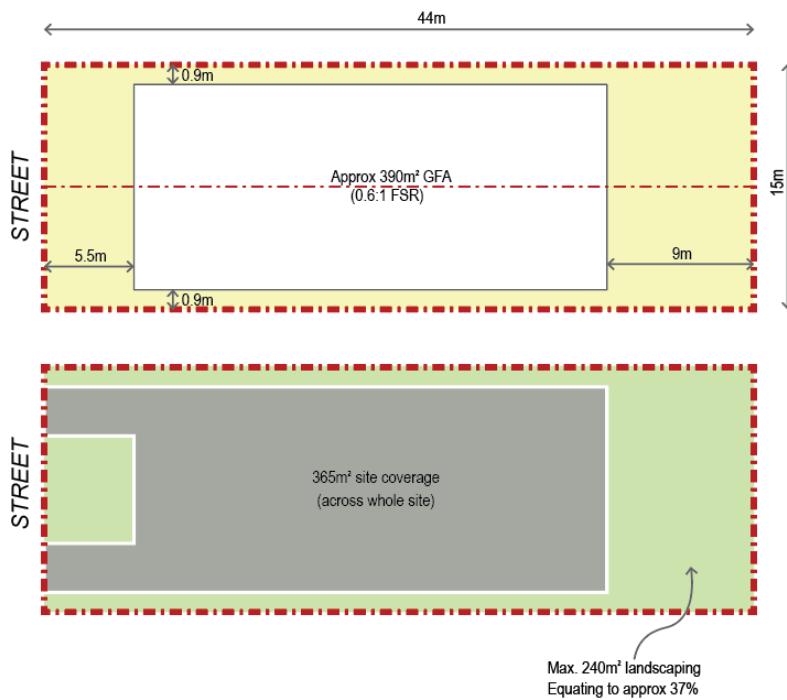 44m
0.9m
STREET
Approx 390m² GFA
(0.6:1 FSR)
15m
5.5m
9m
0.9m
STREET
365m² site coverage
(across whole site)
Max. 240m² landscaping
Equating to approx 37%